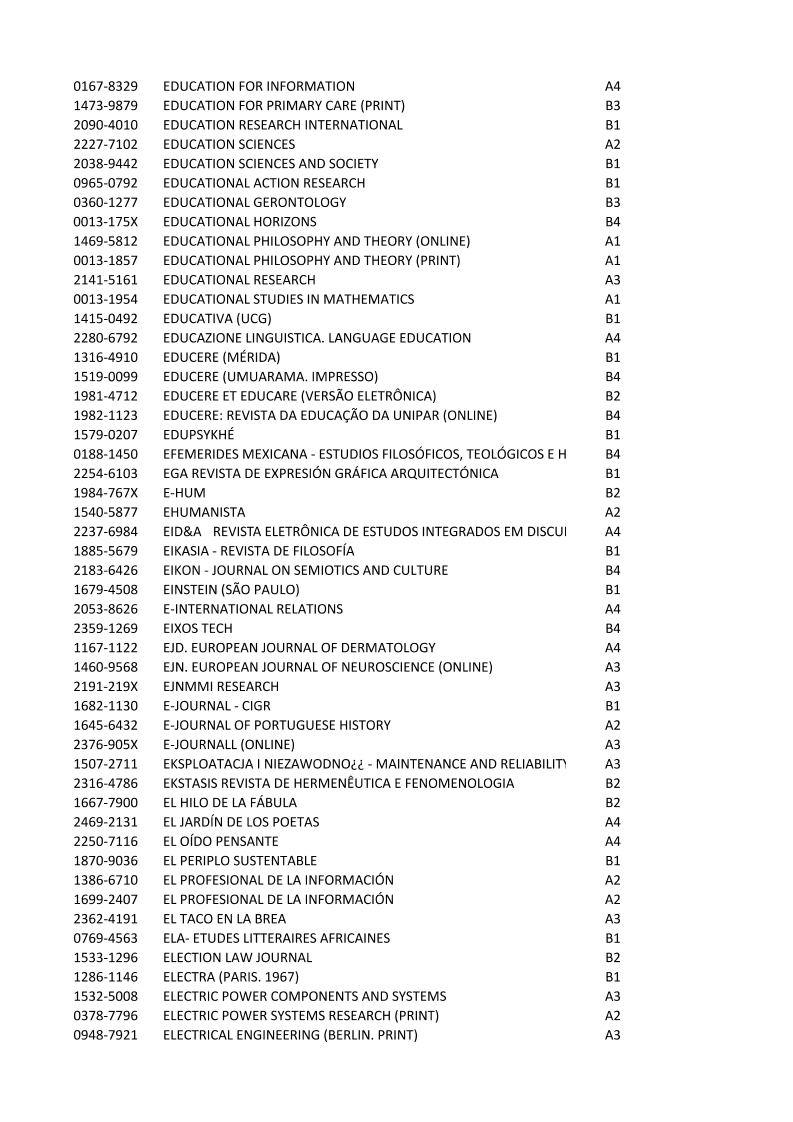 0167-8329 EDUCATION FOR INFORMATION A4
1473-9879 EDUCATION FOR PRIMARY CARE (PRINT) B3
2090-4010 EDUCATION RESEARCH INTERNATIONAL B1
2227-7102 EDUCATION SCIENCES A2
2038-9442 EDUCATION SCIENCES AND SOCIETY B1
0965-0792 EDUCATIONAL ACTION RESEARCH B1
0360-1277 EDUCATIONAL GERONTOLOGY B3
0013-175X EDUCATIONAL HORIZONS B4
1469-5812 EDUCATIONAL PHILOSOPHY AND THEORY (ONLINE) A1
0013-1857 EDUCATIONAL PHILOSOPHY AND THEORY (PRINT) A1
2141-5161 EDUCATIONAL RESEARCH A3
0013-1954 EDUCATIONAL STUDIES IN MATHEMATICS A1
1415-0492 EDUCATIVA (UCG) B1
2280-6792 EDUCAZIONE LINGUISTICA. LANGUAGE EDUCATION A4
1316-4910 EDUCERE (MÉRIDA) B1
1519-0099 EDUCERE (UMUARAMA. IMPRESSO) B4
1981-4712 EDUCERE ET EDUCARE (VERSÃO ELETRÔNICA) B2
1982-1123 EDUCERE: REVISTA DA EDUCAÇÃO DA UNIPAR (ONLINE) B4
1579-0207 EDUPSYKHÉ B1
0188-1450 EFEMERIDES MEXICANA - ESTUDIOS FILOSÓFICOS, TEOLÓGICOS E H B4
2254-6103 EGA REVISTA DE EXPRESIÓN GRÁFICA ARQUITECTÓNICA B1
1984-767X E-HUM B2
1540-5877 EHUMANISTA A2
2237-6984 EID&A REVISTA ELETRÔNICA DE ESTUDOS INTEGRADOS EM DISCUI A4
1885-5679 EIKASIA - REVISTA DE FILOSOFÍA B1
2183-6426 EIKON - JOURNAL ON SEMIOTICS AND CULTURE B4
1679-4508 EINSTEIN (SÃO PAULO) B1
2053-8626 E-INTERNATIONAL RELATIONS A4
2359-1269 EIXOS TECH B4
1167-1122 EJD. EUROPEAN JOURNAL OF DERMATOLOGY A4
1460-9568 EJN. EUROPEAN JOURNAL OF NEUROSCIENCE (ONLINE) A3
2191-219X EJNMMI RESEARCH A3
1682-1130 E-JOURNAL - CIGR B1
1645-6432 E-JOURNAL OF PORTUGUESE HISTORY A2
2376-905X E-JOURNALL (ONLINE) A3
1507-2711 EKSPLOATACJA I NIEZAWODNO¿¿ - MAINTENANCE AND RELIABILITY A3
2316-4786 EKSTASIS REVISTA DE HERMENÊUTICA E FENOMENOLOGIA B2
1667-7900 EL HILO DE LA FÁBULA B2
2469-2131 EL JARDÍN DE LOS POETAS A4
2250-7116 EL OÍDO PENSANTE A4
1870-9036 EL PERIPLO SUSTENTABLE B1
1386-6710 EL PROFESIONAL DE LA INFORMACIÓN A2
1699-2407 EL PROFESIONAL DE LA INFORMACIÓN A2
2362-4191 EL TACO EN LA BREA A3
0769-4563 ELA- ETUDES LITTERAIRES AFRICAINES B1
1533-1296 ELECTION LAW JOURNAL B2
1286-1146 ELECTRA (PARIS. 1967) B1
1532-5008 ELECTRIC POWER COMPONENTS AND SYSTEMS A3
0378-7796 ELECTRIC POWER SYSTEMS RESEARCH (PRINT) A2
0948-7921 ELECTRICAL ENGINEERING (BERLIN. PRINT) A3